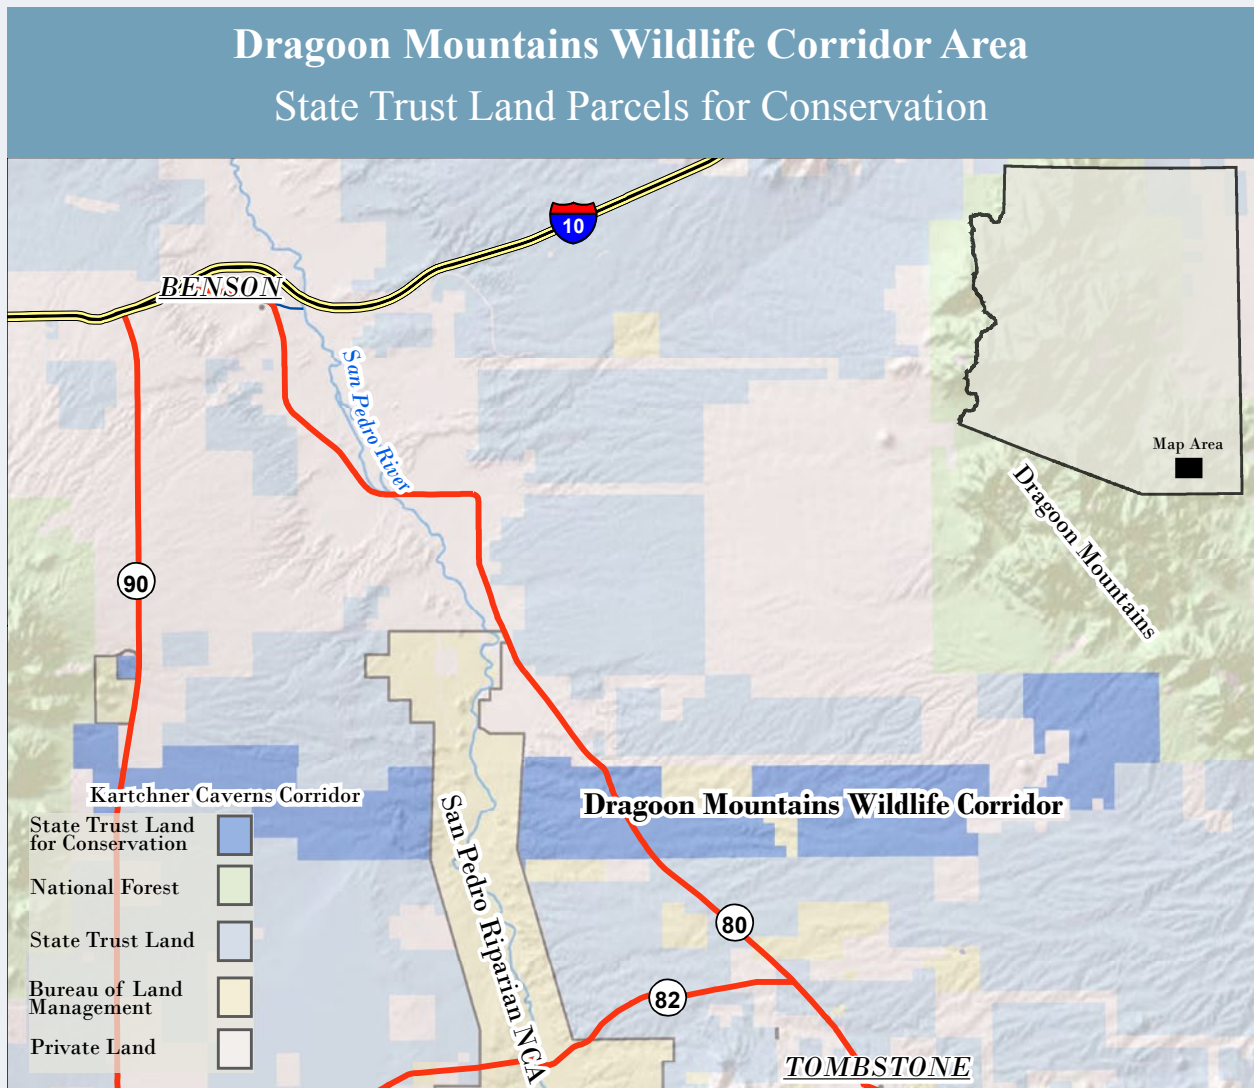 Dragoon Mountains Wildlife Corridor Area
State Trust Land Parcels for Conservation
10
BENSON
San Pedro River
Map Area
Dragoon Mountains
90
Kartchner Caverns Corridor
Dragoon Mountains Wildlife Corridor
San Pedro Riparian NCA
State Trust Land
for Conservation
National Forest
State Trust Land
Bureau of Land
Management
Private Land
80
82
TOMBSTONE